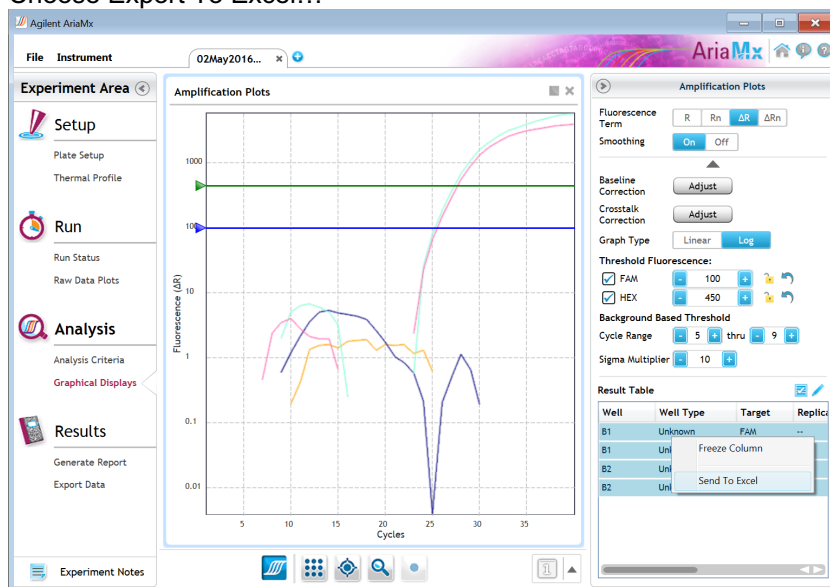 Choose Export To Excel…
Agilent AriaMx
File Instrument
02May2016...
AriaMx
Experiment Area
Setup
Plate Setup
Thermal Profile
Run
Run Status
Raw Data Plots
Analysis
Analysis Criteria
Graphical Displays
Results
Generate Report
Export Data
Experiment Notes
Amplification Plots
Fluorescence (ΔR)
1000
100
10
1
0.1
0.01
5 10 15 20 25 30 35
Cycles
Amplification Plots
Fluorescence Term R Rn ΔR ΔRn
Smoothing On Off
Baseline Correction Adjust
Crosstalk Correction Adjust
Graph Type Linear Log
Threshold Fluorescence:
FAM - 100 +
HEX - 450 +
Background Based Threshold
Cycle Range - 5 + thru - 9 +
Sigma Multiplier - 10 +
Result Table
Well Well Type Target Replica
B1 Unknown FAM --
B1 Un
B2 Un
B2 Un
Freeze Column
Send To Excel